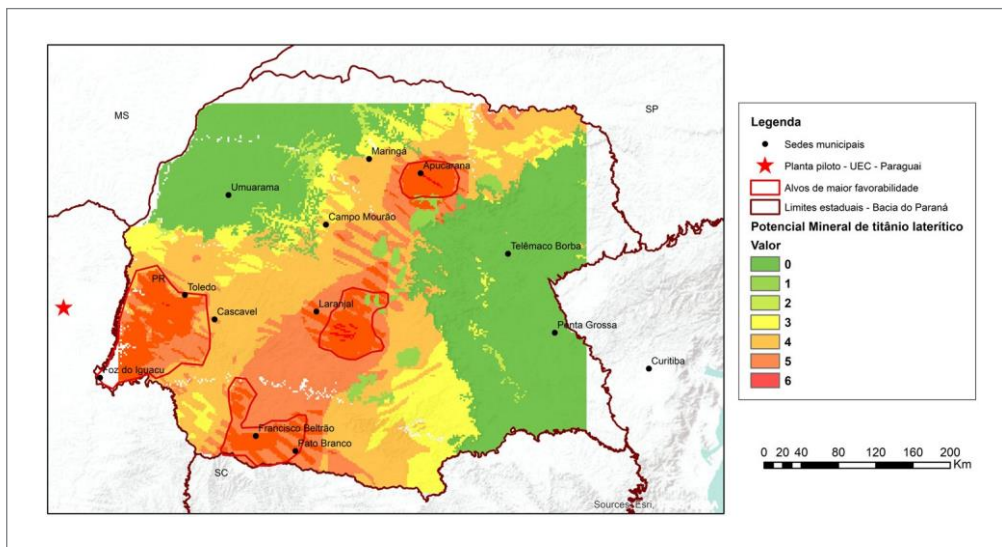 MS
SP
Maringá
Apucarana
Umuarama
Campo Mourão
Telêmaco Borba
PR
Toledo
Laranjal
Cascavel
Ponta Grossa
Curitiba
Foz do Iguacu
Francisco Beltrão
Pato Branco
SC
Sources: Esri,
Legenda
Sedes municipais
Planta piloto - UEC - Paraguai
Alvos de maior favorabilidade
Limites estaduais - Bacia do Paraná
Potencial Mineral de titânio laterítico
Valor
0
1
2
3
4
5
6
0 20 40 80 120 160 200
Km